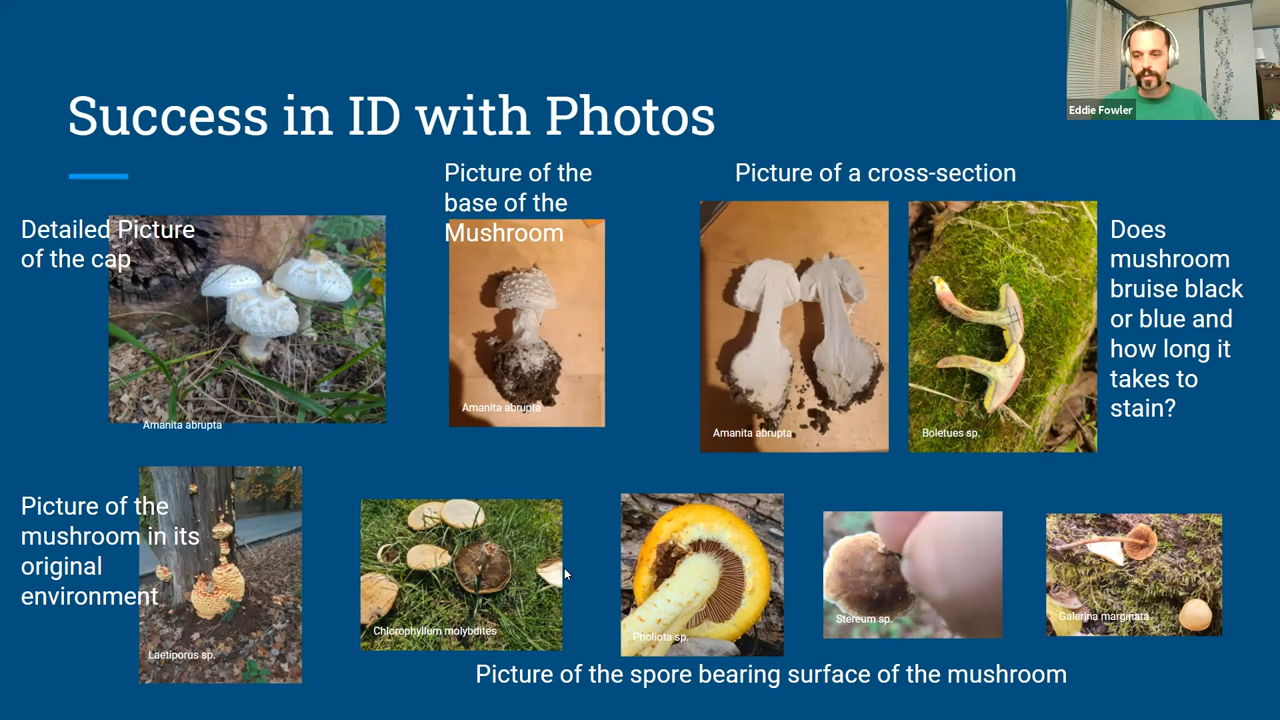 Eddie Fowler
Success in ID with Photos
Detailed Picture
of the cap
Amanita abrupta
Picture of the
base of the
Mushroom
Amanita abrupta
Picture of a cross-section
Amanita abrupta
Boletues sp.
Does
mushroom
bruise black
or blue and
how long it
takes to
stain?
Picture of the
mushroom in its
original
environment
Laetiporus sp.
Chlorophyllum molybdites
Pholiota sp.
Stereum sp.
Galerina marginata
Picture of the spore bearing surface of the mushroom